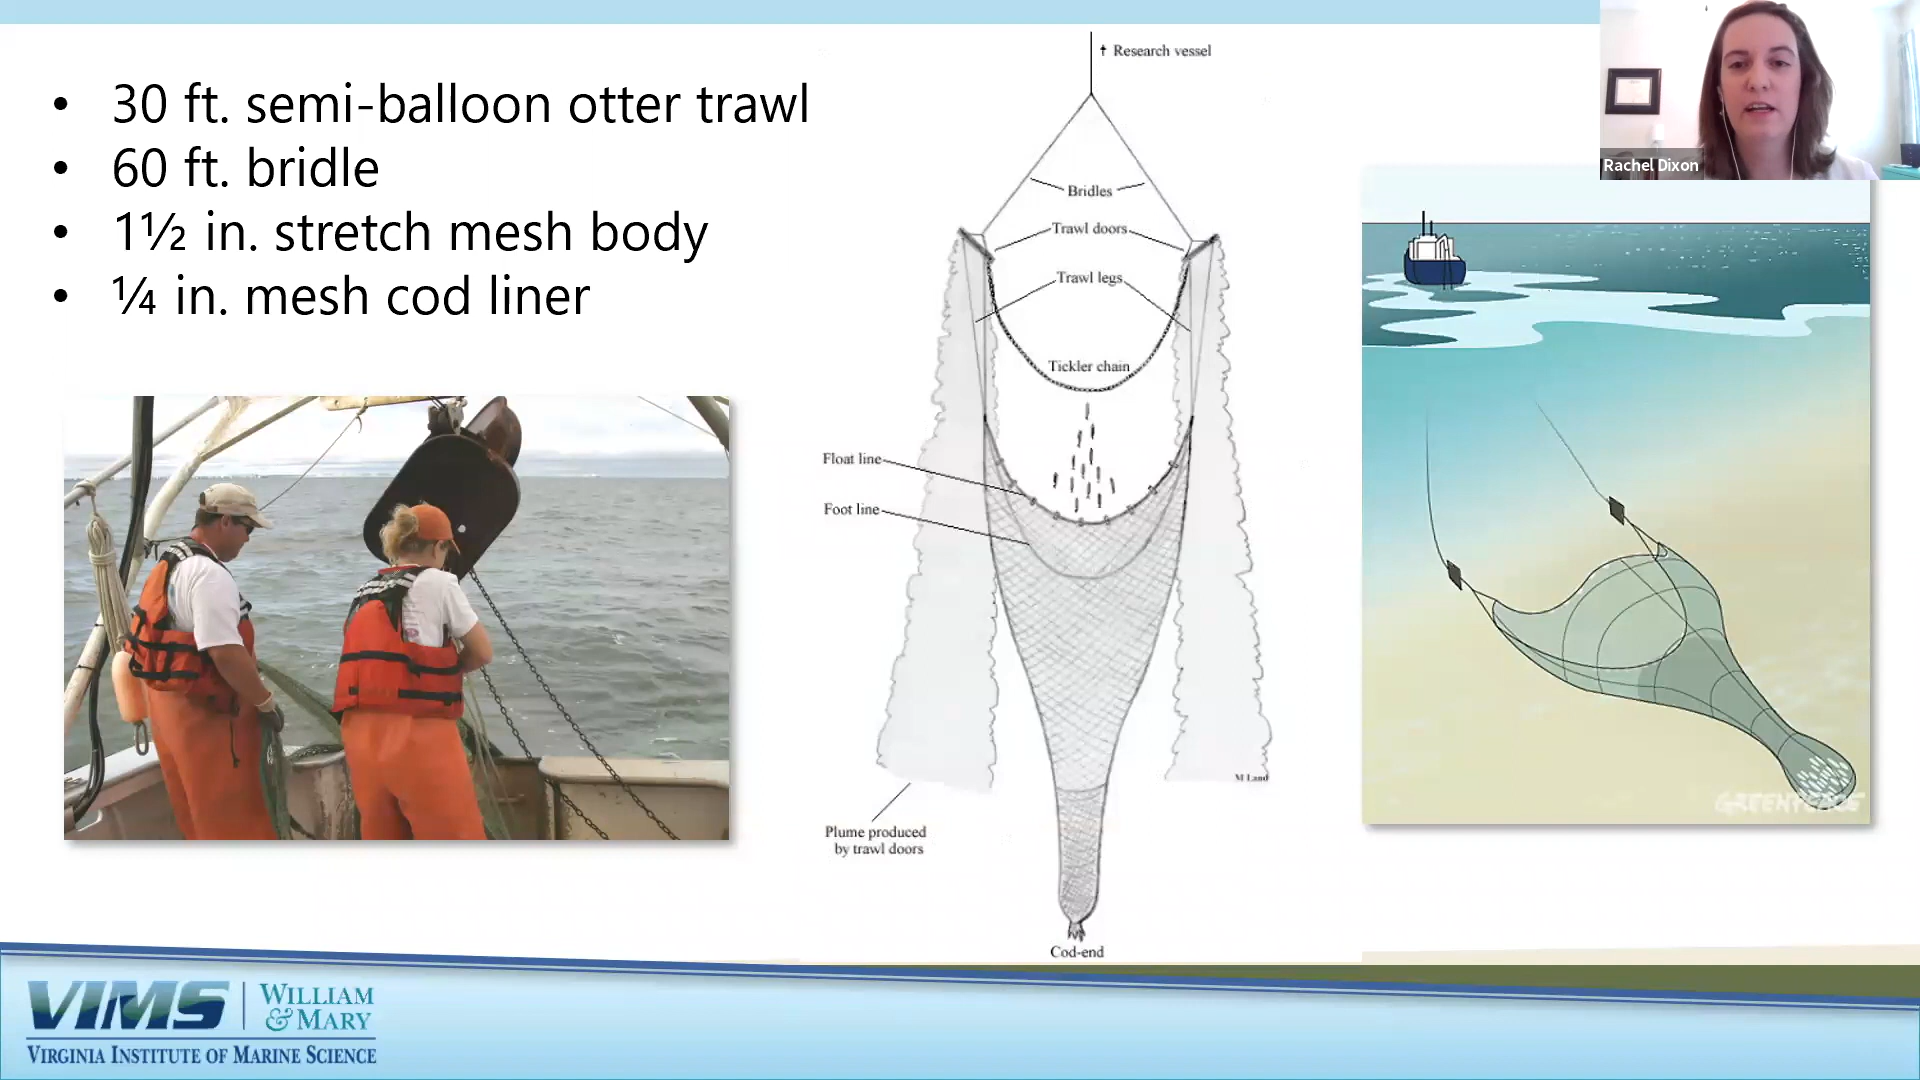 30 ft. semi-balloon otter trawl
60 ft. bridle
1½ in. stretch mesh body
¼ in. mesh cod liner
Research vessel
Bridles
Trawl doors
Trawl legs
Tickler chain
Float line
Foot line
M Land
Plume produced
by trawl doors
Cod-end
Rachel Dixon
GREENPEACE
VIMS
WILLIAM
& MARY
VIRGINIA INSTITUTE OF MARINE SCIENCE